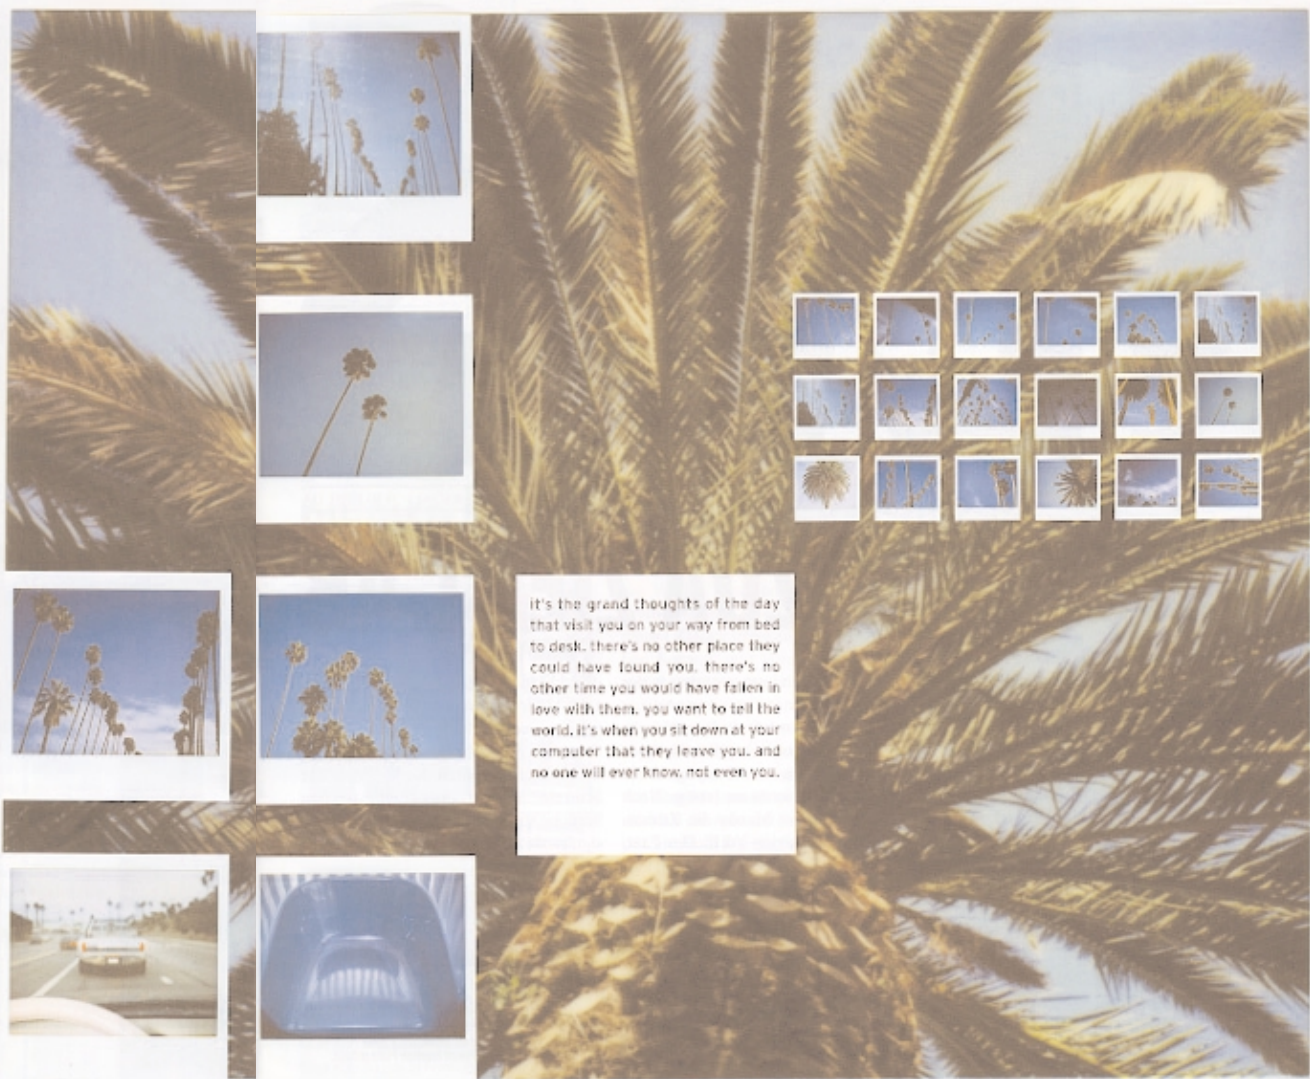 it's the grand thoughts of the day
that visit you on your way from bed
to desk. there's no other place they
could have found you. there's no
other time you would have fallen in
love with them. you want to tell the
world. it's when you sit down at your
computer that they leave you. and
no one will ever know. not even you.